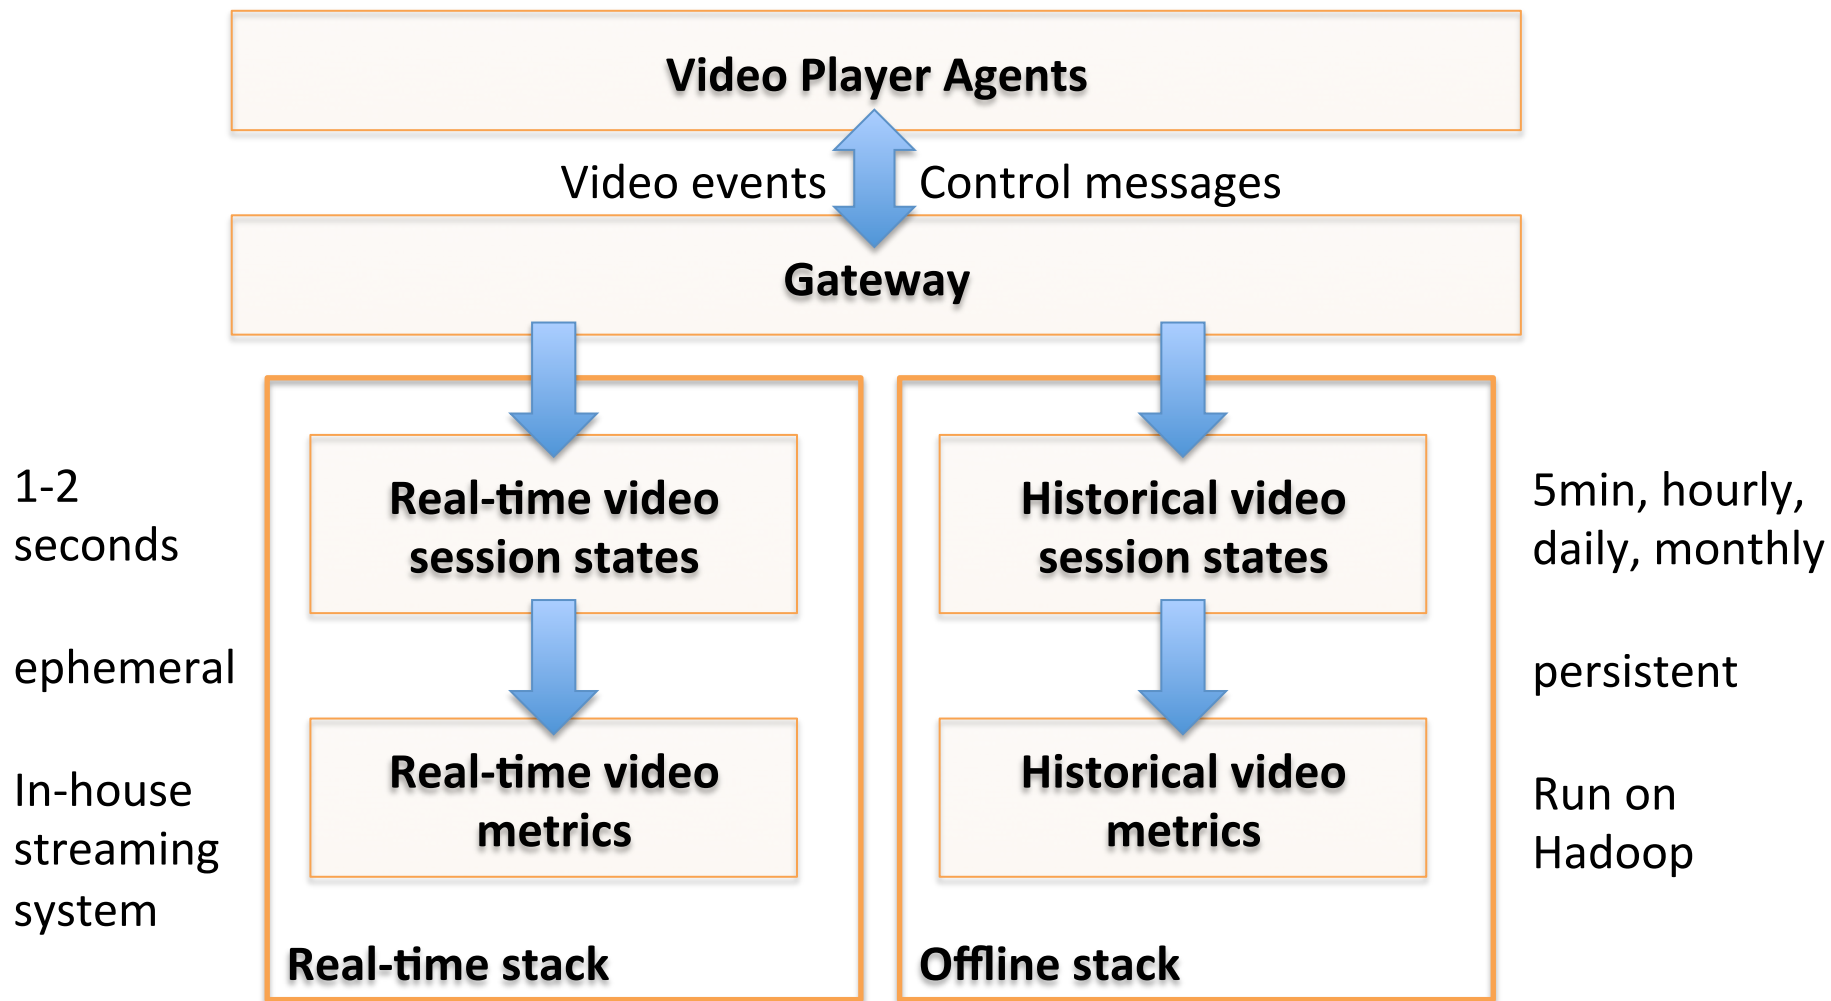 Video Player Agents
Video events
Control messages
Gateway
1-2
seconds
ephemeral
In-house
streaming
system
Real-time video
session states
Real-time video
metrics
Real-time stack
Historical video
session states
Historical video
metrics
Offline stack
5min, hourly,
daily, monthly
persistent
Run on
Hadoop